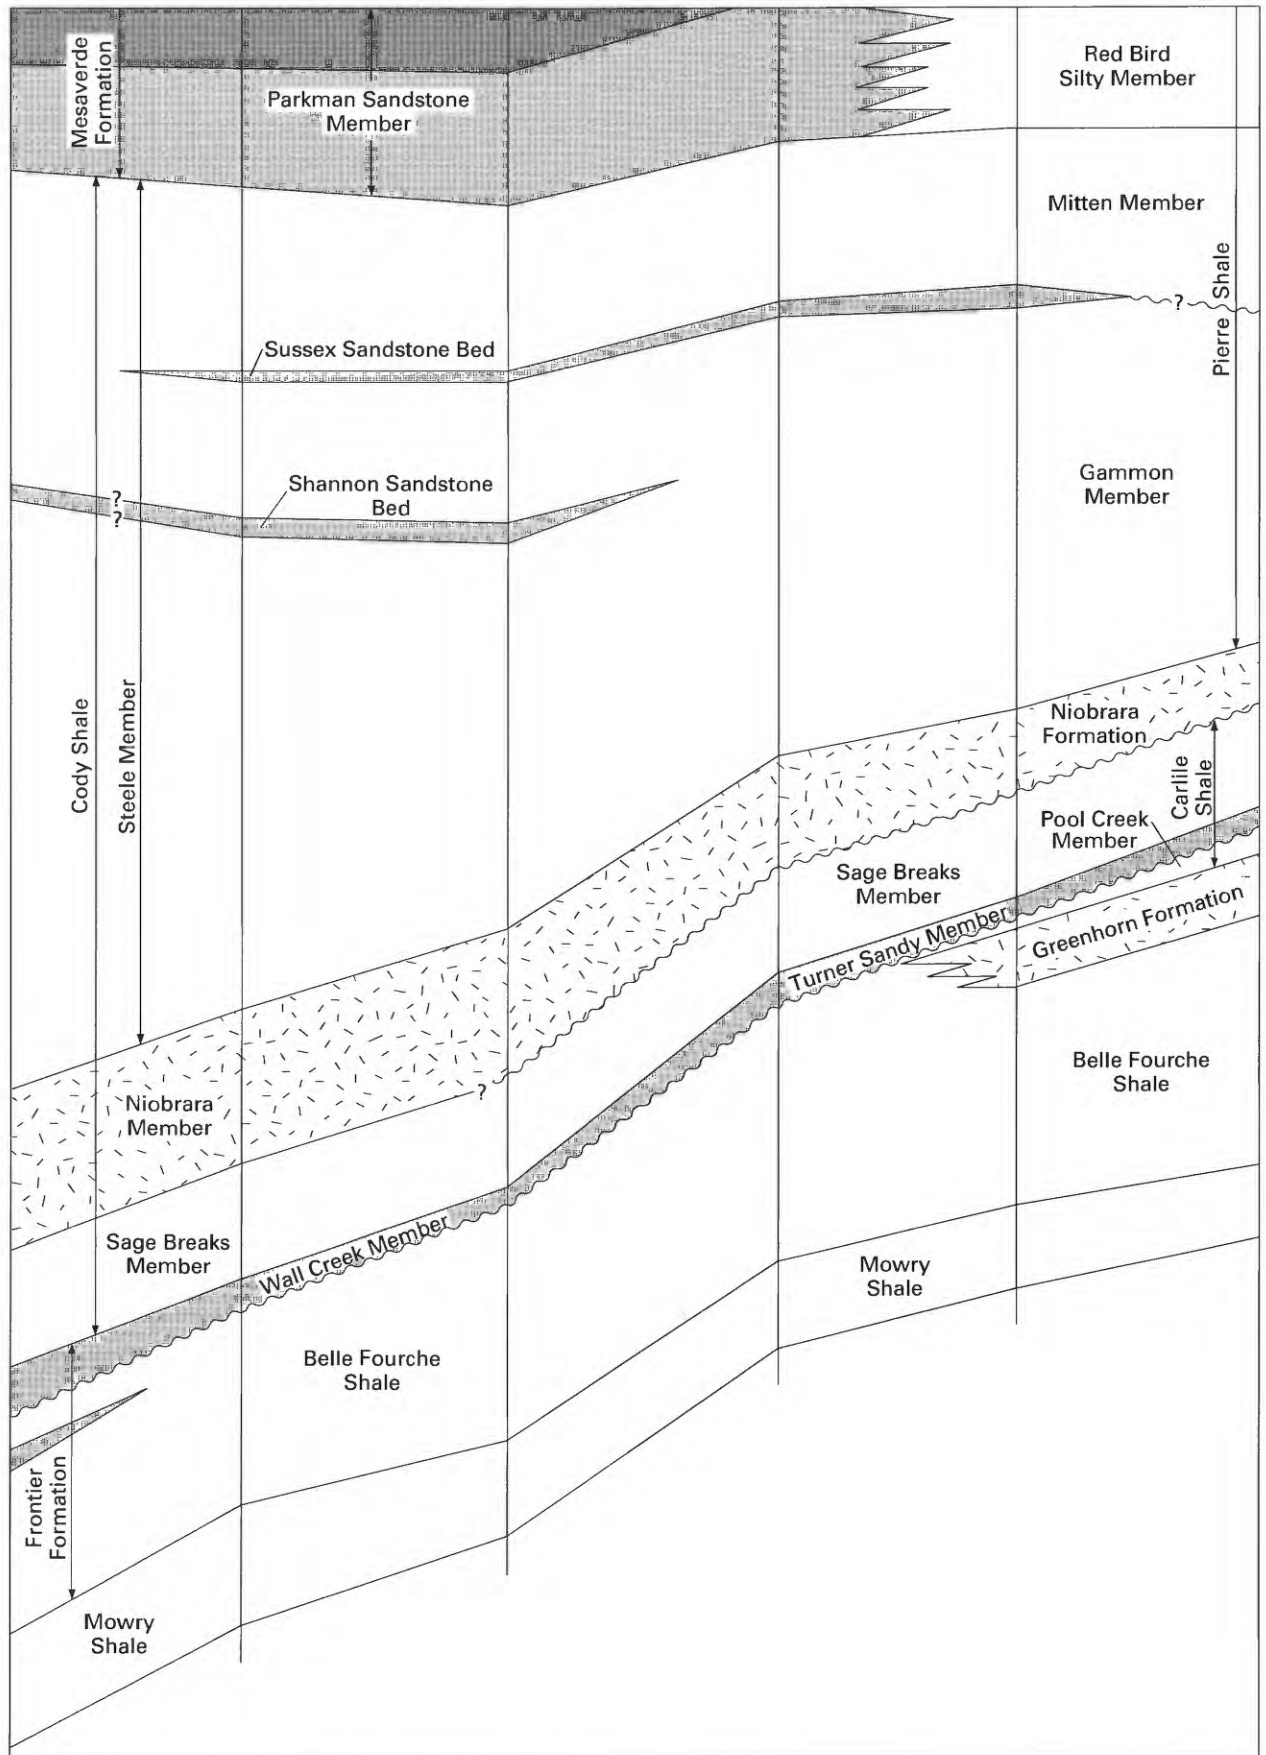 Mesaverde
Formation
Parkman Sandstone
Member
Red Bird
Silty Member
Mitten Member
Pierre Shale
?
Sussex Sandstone Bed
Shannon Sandstone
Bed
?
?
Gammon
Member
Cody Shale
Steele Member
Niobrara
Formation
Carlile
Shale
Pool Creek
Member
Sage Breaks
Member
Turner Sandy Member
Greenhorn Formation
Belle Fourche
Shale
?
Niobrara
Member
Sage Breaks
Member
Wall Creek Member
Mowry
Shale
Belle Fourche
Shale
Frontier
Formation
Mowry
Shale